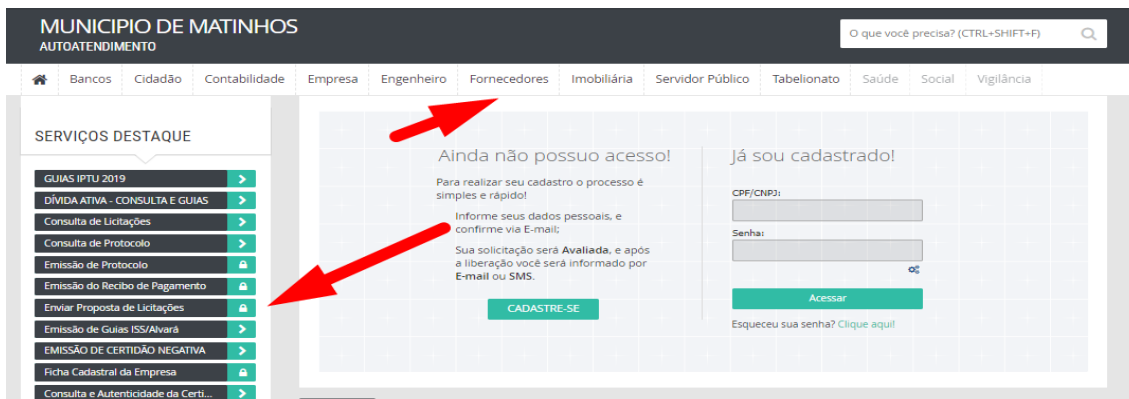 MUNICIPIO DE MATINHOS
AUTOATENDIMENTO
O que você precisa? (CTRL+SHIFT+F)
Bancos Cidadão Contabilidade Empresa Engenheiro Fornecedores Imobiliária Servidor Público Tabelionato Saúde Social Vigilância
SERVIÇOS DESTAQUE
GUIAS IPTU 2019
DÍVIDA ATIVA - CONSULTA E GUIAS
Consulta de Licitações
Consulta de Protocolo
Emissão de Protocolo
Emissão do Recibo de Pagamento
Enviar Proposta de Licitações
Emissão de Guias ISS/Alvará
EMISSÃO DE CERTIDÃO NEGATIVA
Ficha Cadastral da Empresa
Consulta e Autenticidade da Certi...
Ainda não possuo acesso!
Para realizar seu cadastro o processo é
simples e rápido!
Informe seus dados pessoais, e
confirme via E-mail;
Sua solicitação será Avaliada, e após
a liberação você será informado por
E-mail ou SMS.
CADASTRE-SE
Já sou cadastrado!
CPF/CNPJ:
Senha:
Acessar
Esqueceu sua senha? Clique aqui!